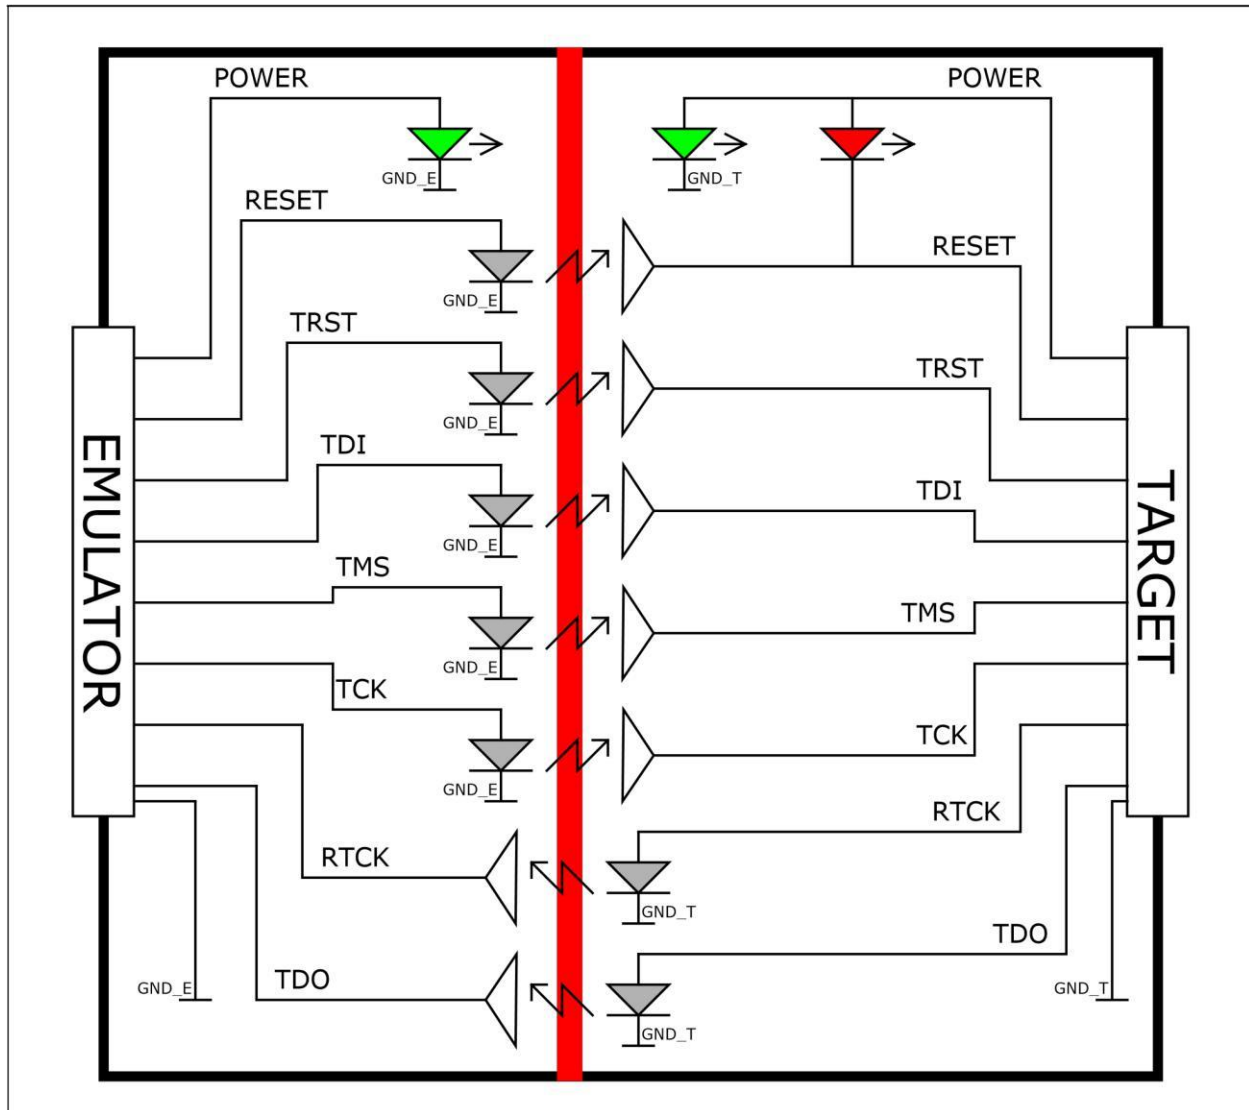 POWER
POWER
GND_E
GND_T
RESET
RESET
GND_E
TRST
TRST
GND_E
TDI
TDI
GND_E
TMS
TMS
GND_E
TCK
TCK
GND_E
RTCK
RTCK
GND_T
TDO
TDO
GND_E
GND_T
GND_T
EMULATOR
TARGET